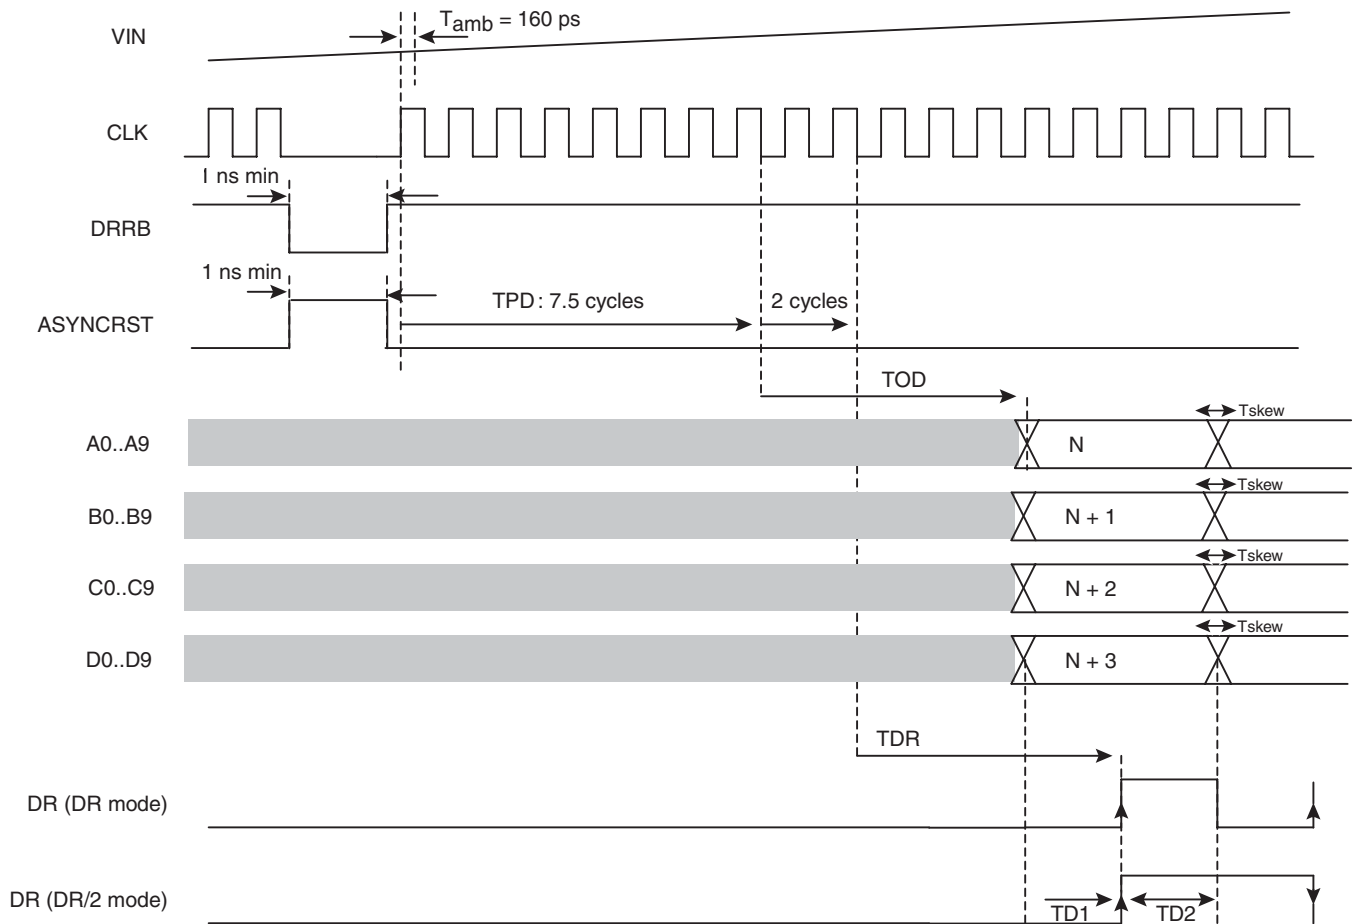 T_amb = 160 ps
VIN
CLK
1 ns min
DRRB
1 ns min
TPD : 7.5 cycles
2 cycles
ASYNCRST
TOD
Tskew
A0..A9
N
Tskew
B0..B9
N + 1
Tskew
C0..C9
N + 2
Tskew
D0..D9
N + 3
TDR
DR (DR mode)
DR (DR/2 mode)
TD1
TD2